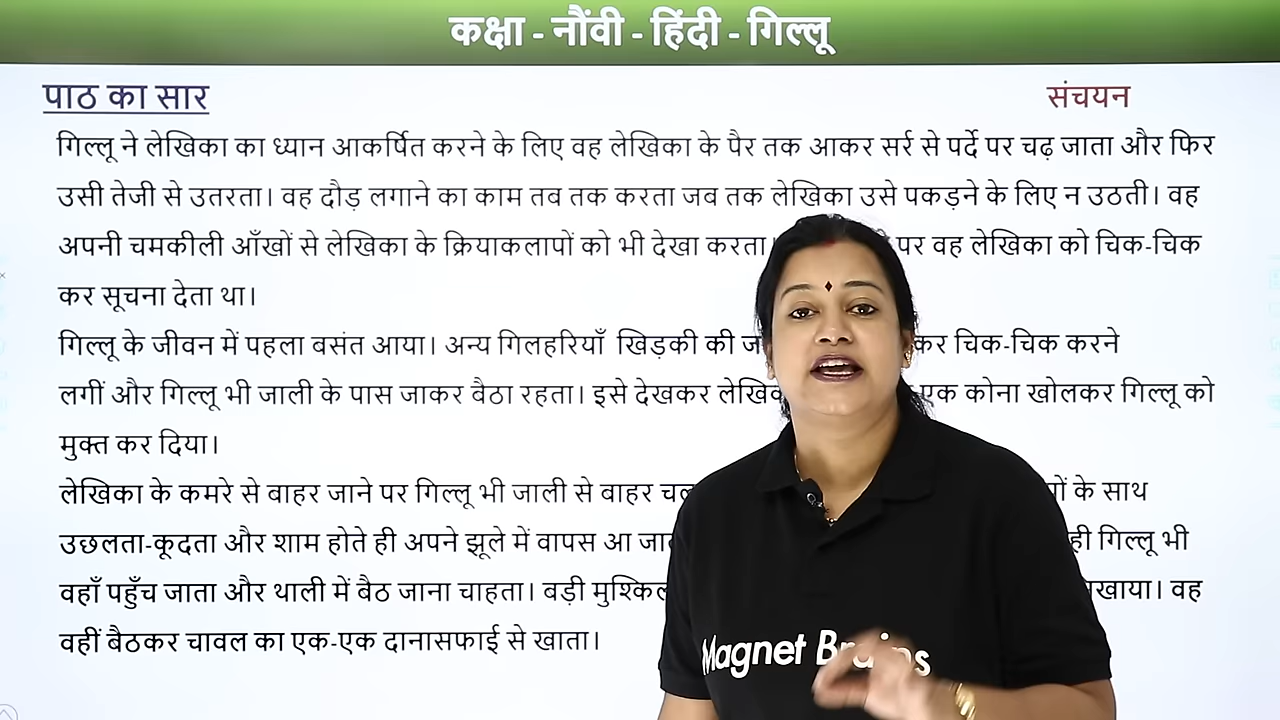 कक्षा - नौंवी - हिंदी - गिल्लू
पाठ का सार
संचयन
गिल्लू ने लेखिका का ध्यान आकर्षित करने के लिए वह लेखिका के पैर तक आकर सर्र से पर्दे पर चढ़ जाता और फिर
उसी तेजी से उतरता। वह दौड़ लगाने का काम तब तक करता जब तक लेखिका उसे पकड़ने के लिए न उठती। वह
अपनी चमकीली आँखों से लेखिका के क्रियाकलापों को भी देखा करता। पर वह लेखिका को चिक-चिक
कर सूचना देता था।
गिल्लू के जीवन में पहला बसंत आया। अन्य गिलहरियाँ खिड़की की चिक-चिक करने
लगीं और गिल्लू भी जाली के पास जाकर वैठा रहता। इसे देखकर एक कोना खोलकर गिल्लू को
मुक्त कर दिया।
लेखिका के कमरे से बाहर जाने पर गिल्लू भी जाली से बाहर के साथ
उछलता-कूदता और शाम होते ही अपने झूले में वापस आ ही गिल्लू भी
वहाँ पहुँच जाता और थाली में बैठ जाना चाहता। बड़ी वह
वहीं बैठकर चावल का एक-एक दानासफाई से खाता।
Magnet Brains